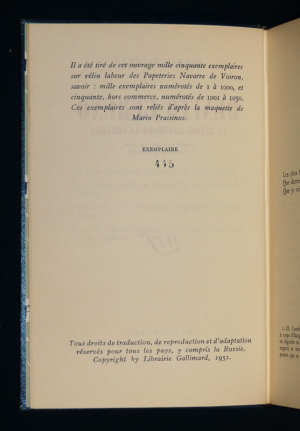 Il a été tiré de cet ouvrage mille cinquante exemplaires
sur vélin labeur des Papeteries Navarre de Voiron,
savoir : mille exemplaires numérotés de 1 à 1000, et
cinquante, hors commerce, numérotés de 1001 à 1050.
Ces exemplaires sont reliés d'après la maquette de
Mario Prassinos.
EXEMPLAIRE
445
Tous droits de traduction, de reproduction et d'adaptation
réservés pour tous les pays, y compris la Russie.
Copyright by Librairie Gallimard, 1951.